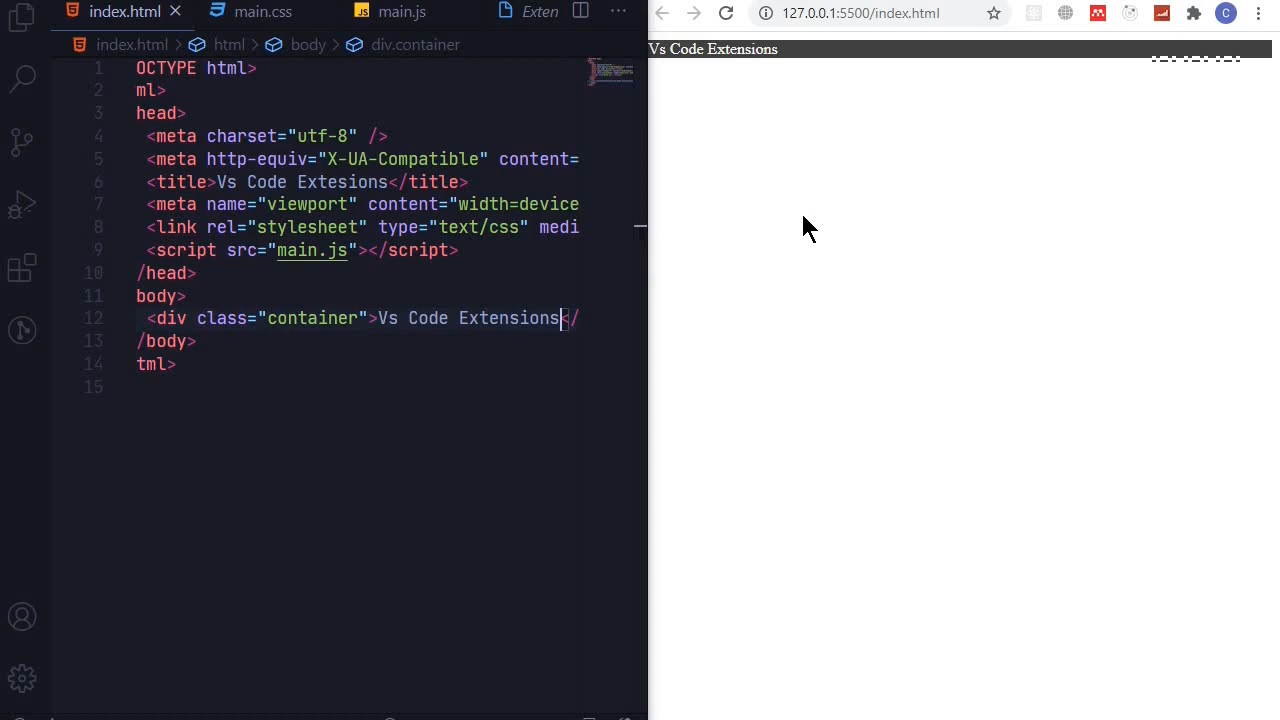 index.html main.css JS main.js Exten
index.html > html > body > div.container
1 OCTYPE html>
2 ml>
3 head>
4 <meta charset="utf-8" />
5 <meta http-equiv="X-UA-Compatible" content=
6 <title>Vs Code Extesions</title>
7 <meta name="viewport" content="width=device
8 <link rel="stylesheet" type="text/css" medi
9 <script src="main.js"></script>
10 /head>
11 body>
12 <div class="container">Vs Code Extensions</
13 /body>
14 tml>
15
127.0.0.1:5500/index.html
C
Vs Code Extensions